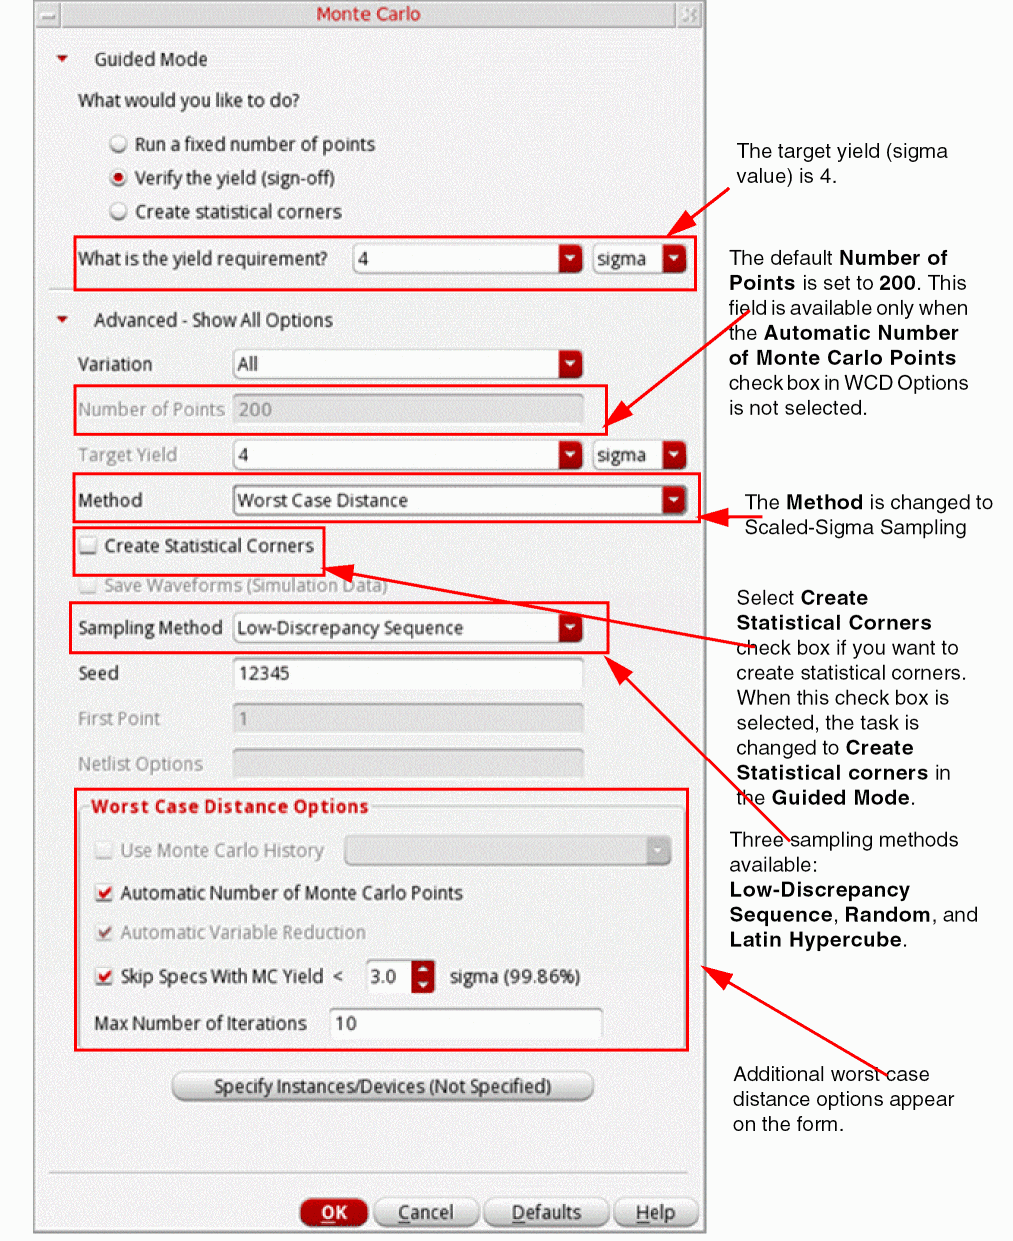 Monte Carlo
Guided Mode
What would you like to do?
Run a fixed number of points
Verify the yield (sign-off)
Create statistical corners
What is the yield requirement? 4 sigma
Advanced - Show All Options
Variation All
Number of Points 200
Target Yield 4 sigma
Method Worst Case Distance
Create Statistical Corners
Save Waveforms (Simulation Data)
Sampling Method Low-Discrepancy Sequence
Seed 12345
First Point 1
Netlist Options
Worst Case Distance Options
Use Monte Carlo History
Automatic Number of Monte Carlo Points
Automatic Variable Reduction
Skip Specs With MC Yield < 3.0 sigma (99.86%)
Max Number of Iterations 10
Specify Instances/Devices (Not Specified)
OK Cancel Defaults Help
The target yield (sigma
value) is 4.
The default Number of
Points is set to 200. This
field is available only when
the Automatic Number
of Monte Carlo Points
check box in WCD Options
is not selected.
The Method is changed to
Scaled-Sigma Sampling
Select Create
Statistical Corners
check box if you want to
create statistical corners.
When this check box is
selected, the task is
changed to Create
Statistical corners in
the Guided Mode.
Three sampling methods
available:
Low-Discrepancy
Sequence, Random, and
Latin Hypercube.
Additional worst case
distance options appear
on the form.